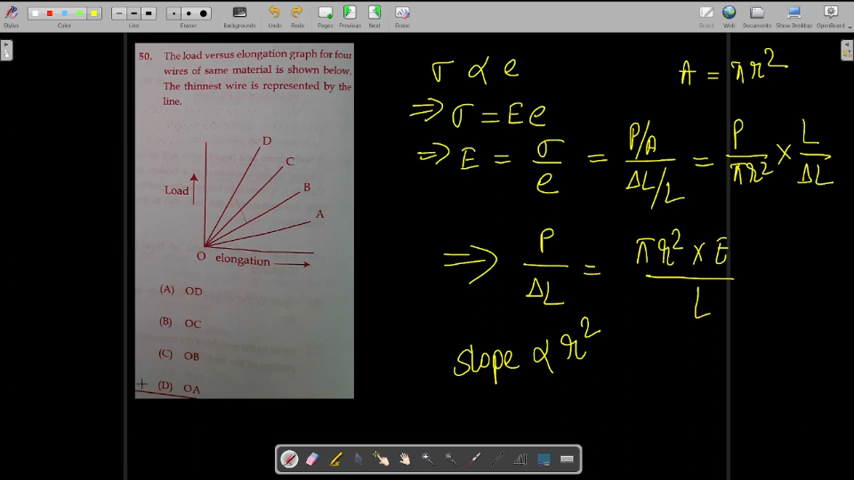 Stylus
Color
Line
Eraser
Backgrounds
Undo
Redo
Pages
Previous
Next
Erase
Board
Web
Documents
Show Desktop
OpenBoard
50. The load versus elongation graph for four
wires of same material is shown below.
The thinnest wire is represented by the
line.
D
C
B
A
Load
O elongation
(A) OD
(B) OC
(C) OB
(D) OA
σ ∝ e
A = πr²
⇒ σ = Ee
⇒ E = σ/e = (P/A)/(ΔL/L) = P/πr² × L/ΔL
⇒ P/ΔL = (πr² × E)/L
slope ∝ r²